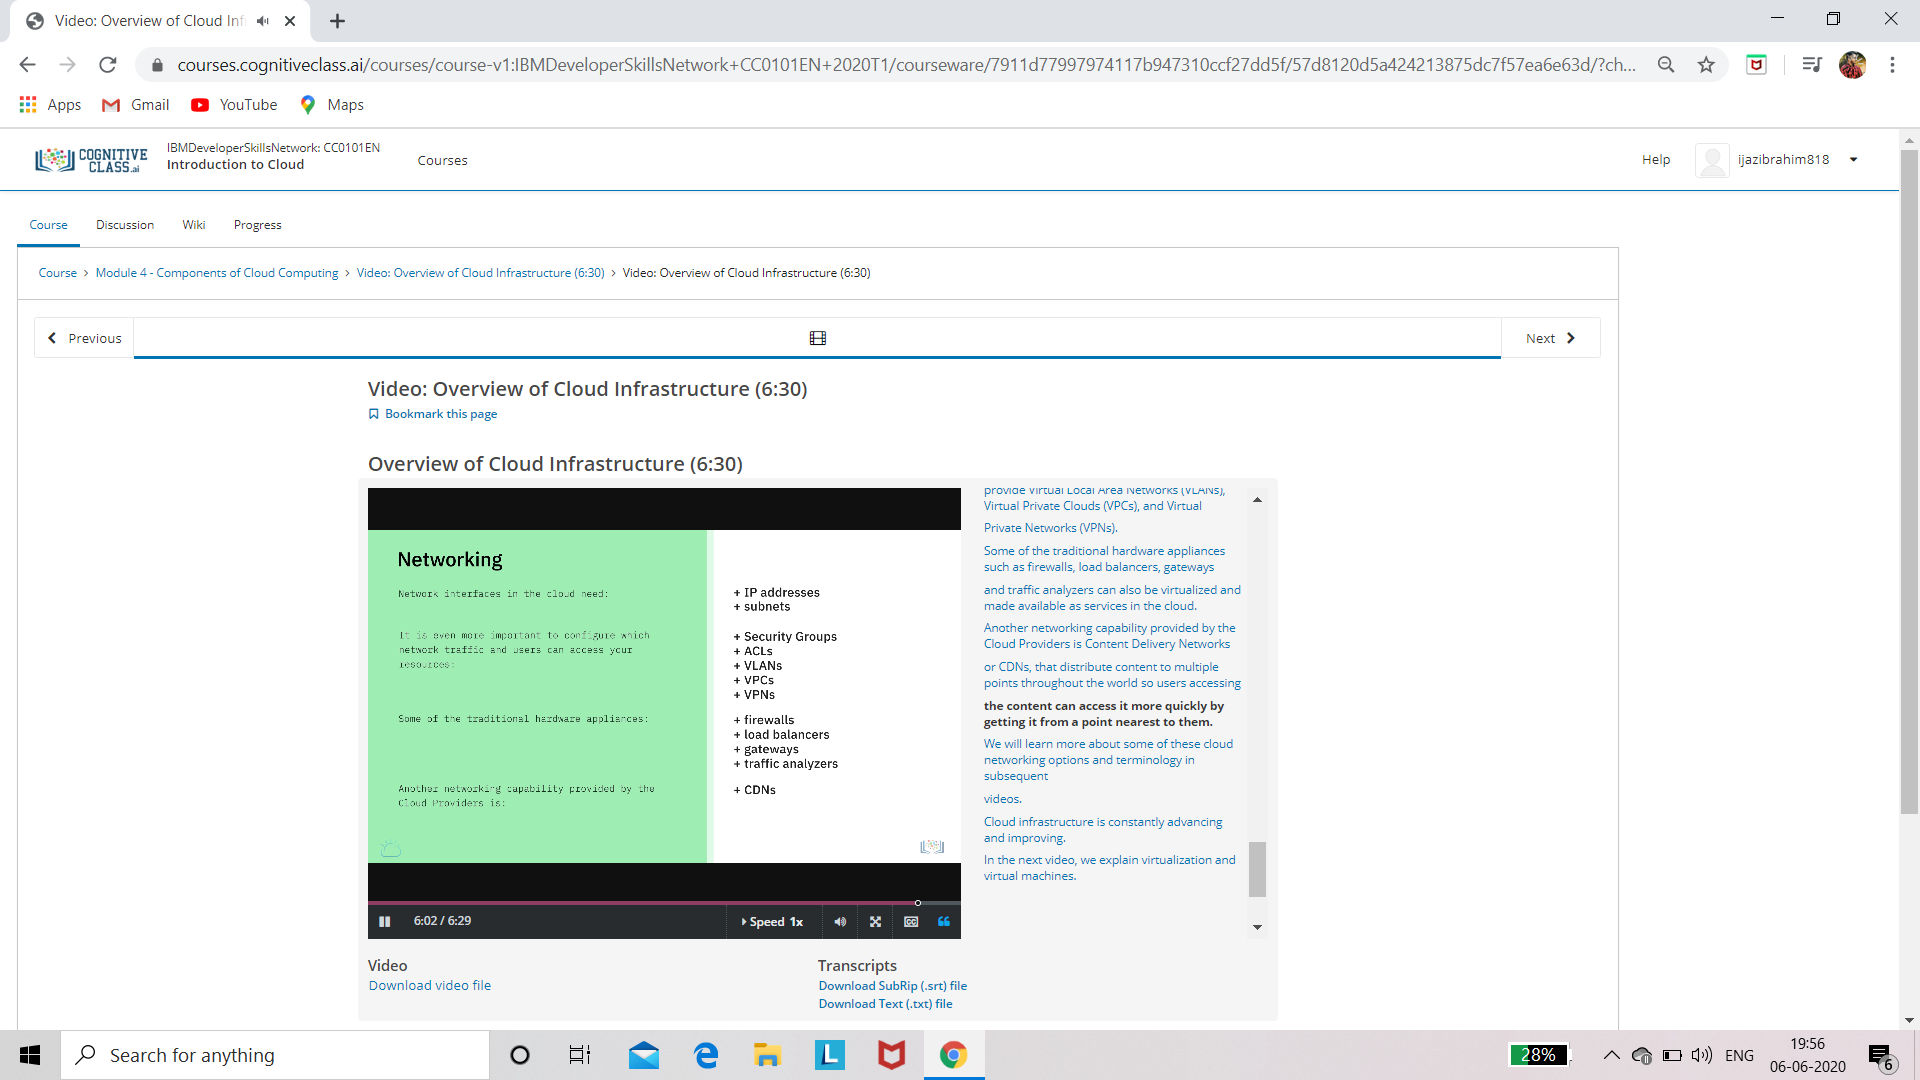 Video: Overview of Cloud Inf
courses.cognitiveclass.ai/courses/course-v1:IBMDeveloperSkillsNetwork+CC0101EN+2020T1/courseware/7911d77997974117b947310ccf27dd5f/57d8120d5a424213875dc7f57ea6e63d/?ch...
Apps Gmail YouTube Maps
COGNITIVE
CLASS.ai
IBMDeveloperSkillsNetwork: CC0101EN
Introduction to Cloud
Courses
Help
ijazibrahim818
Course Discussion Wiki Progress
Course > Module 4 - Components of Cloud Computing > Video: Overview of Cloud Infrastructure (6:30) > Video: Overview of Cloud Infrastructure (6:30)
Previous
Next
Video: Overview of Cloud Infrastructure (6:30)
Bookmark this page
Overview of Cloud Infrastructure (6:30)
Networking
Network interfaces in the cloud need:
It is even more important to configure which
network traffic and users can access your
resources:
Some of the traditional hardware appliances:
Another networking capability provided by the
Cloud Providers is:
+ IP addresses
+ subnets
+ Security Groups
+ ACLs
+ VLANs
+ VPCs
+ VPNs
+ firewalls
+ load balancers
+ gateways
+ traffic analyzers
+ CDNs
6:02 / 6:29
Speed 1x
CC
provide Virtual Local Area Networks (VLANs),
Virtual Private Clouds (VPCs), and Virtual
Private Networks (VPNs).
Some of the traditional hardware appliances
such as firewalls, load balancers, gateways
and traffic analyzers can also be virtualized and
made available as services in the cloud.
Another networking capability provided by the
Cloud Providers is Content Delivery Networks
or CDNs, that distribute content to multiple
points throughout the world so users accessing
the content can access it more quickly by
getting it from a point nearest to them.
We will learn more about some of these cloud
networking options and terminology in
subsequent
videos.
Cloud infrastructure is constantly advancing
and improving.
In the next video, we explain virtualization and
virtual machines.
Video
Download video file
Transcripts
Download SubRip (.srt) file
Download Text (.txt) file
Search for anything
L
28%
ENG
19:56
06-06-2020
6